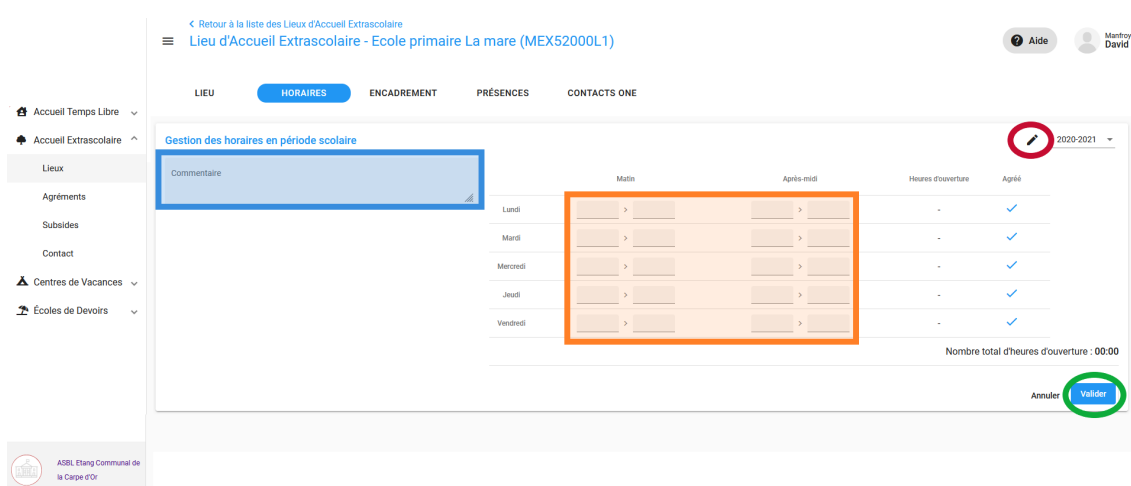 Retour à la liste des Lieux d'Accueil Extrascolaire
Lieu d'Accueil Extrascolaire - Ecole primaire La mare (MEX52000L1)
Aide
Manfroy
David
LIEU HORAIRES ENCADREMENT PRÉSENCES CONTACTS ONE
Accueil Temps Libre
Accueil Extrascolaire
Lieux
Agréments
Subsides
Contact
Centres de Vacances
Écoles de Devoirs
Gestion des horaires en période scolaire
2020-2021
Commentaire
Matin Après-midi Heures d'ouverture Agréé
Lundi > > -
Mardi > > -
Mercredi > > -
Jeudi > > -
Vendredi > > -
Nombre total d'heures d'ouverture : 00:00
Annuler Valider
ASBL Etang Communal de
la Carpe d'Or